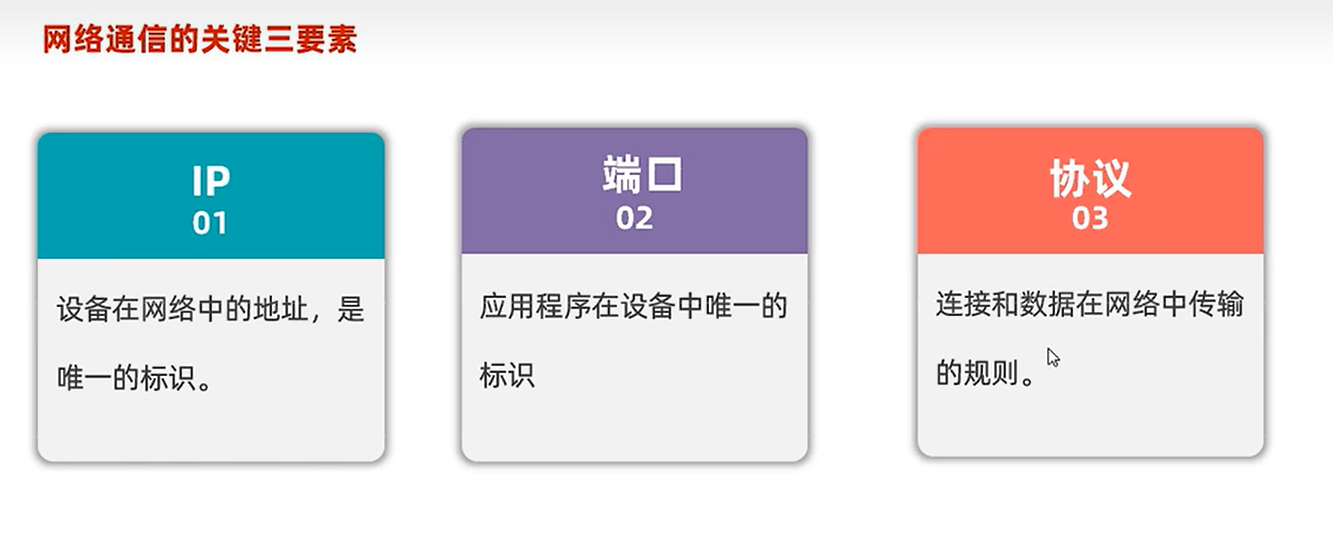 网络通信的关键三要素
IP
01
设备在网络中的地址，是
唯一的标识。
端口
02
应用程序在设备中唯一的
标识
协议
03
连接和数据在网络中传输
的规则。